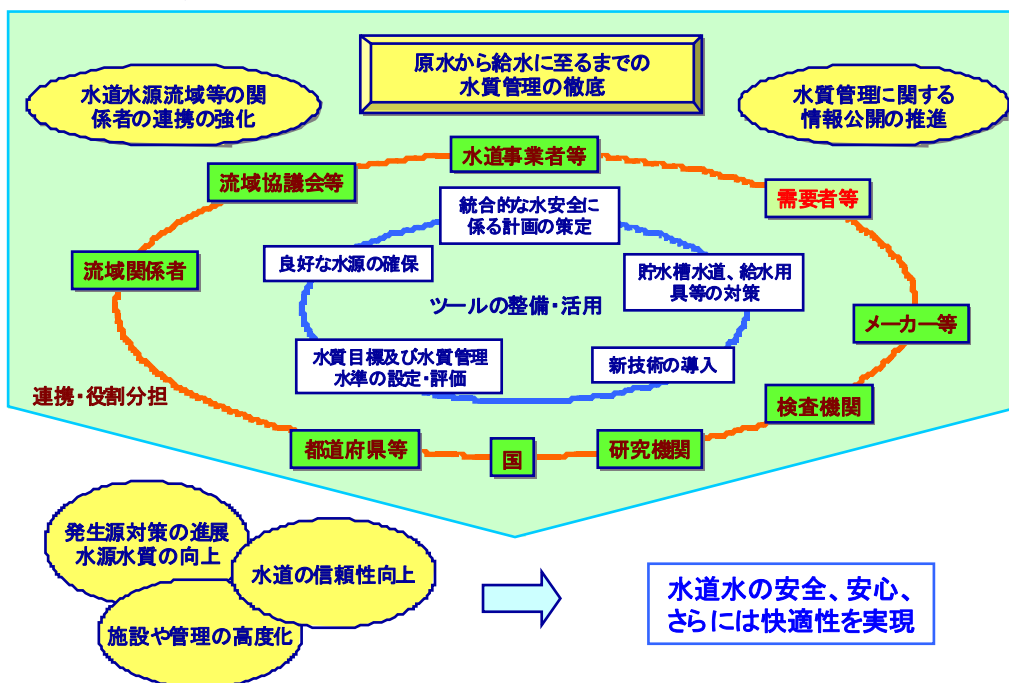 原水から給水に至るまでの
水質管理の徹底
水道水源流域等の関
係者の連携の強化
水質管理に関する
情報公開の推進
水道事業者等
流域協議会等
需要者等
統合的な水安全に
係る計画の策定
流域関係者
良好な水源の確保
貯水槽水道、給水用
具等の対策
ツールの整備・活用
メーカー等
水質目標及び水質管理
水準の設定・評価
新技術の導入
連携・役割分担
検査機関
都道府県等
国
研究機関
発生源対策の進展
水源水質の向上
水道の信頼性向上
施設や管理の高度化
水道水の安全、安心、
さらには快適性を実現